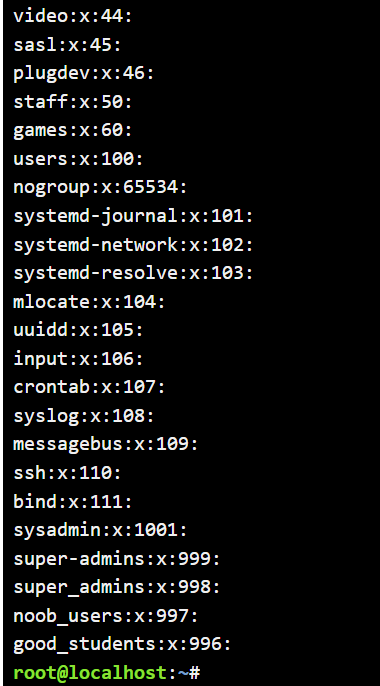 video:x:44:
sasl:x:45:
plugdev:x:46:
staff:x:50:
games:x:60:
users:x:100:
nogroup:x:65534:
systemd-journal:x:101:
systemd-network:x:102:
systemd-resolve:x:103:
mlocate:x:104:
uuidd:x:105:
input:x:106:
crontab:x:107:
syslog:x:108:
messagebus:x:109:
ssh:x:110:
bind:x:111:
sysadmin:x:1001:
super-admins:x:999:
super_admins:x:998:
noob_users:x:997:
good_students:x:996:
root@localhost:~#